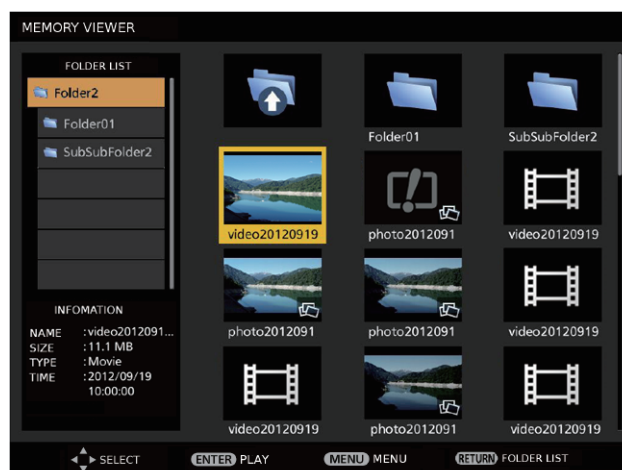 MEMORY VIEWER
FOLDER LIST
Folder2
Folder01
SubSubFolder2
INFOMATION
NAME :video2012091...
SIZE :11.1 MB
TYPE :Movie
TIME :2012/09/19
10:00:00
Folder01 SubSubFolder2
video20120919 photo2012091 video20120919
photo2012091 photo2012091 video20120919
video20120919 photo2012091 video20120919
SELECT ENTER PLAY MENU MENU RETURN FOLDER LIST